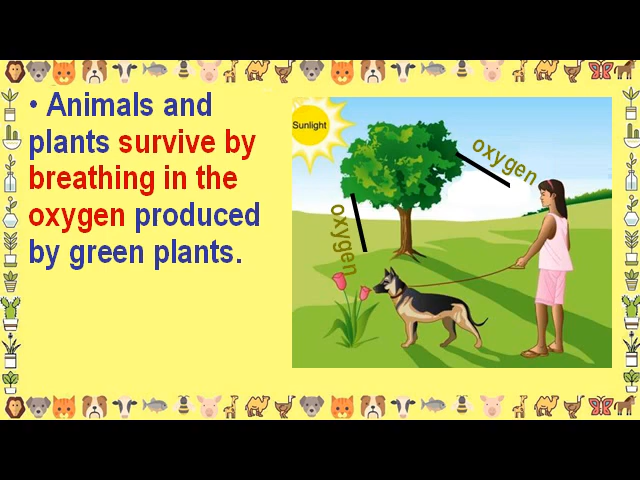 • Animals and
plants survive by
breathing in the
oxygen produced
by green plants.
Sunlight
oxygen
oxygen